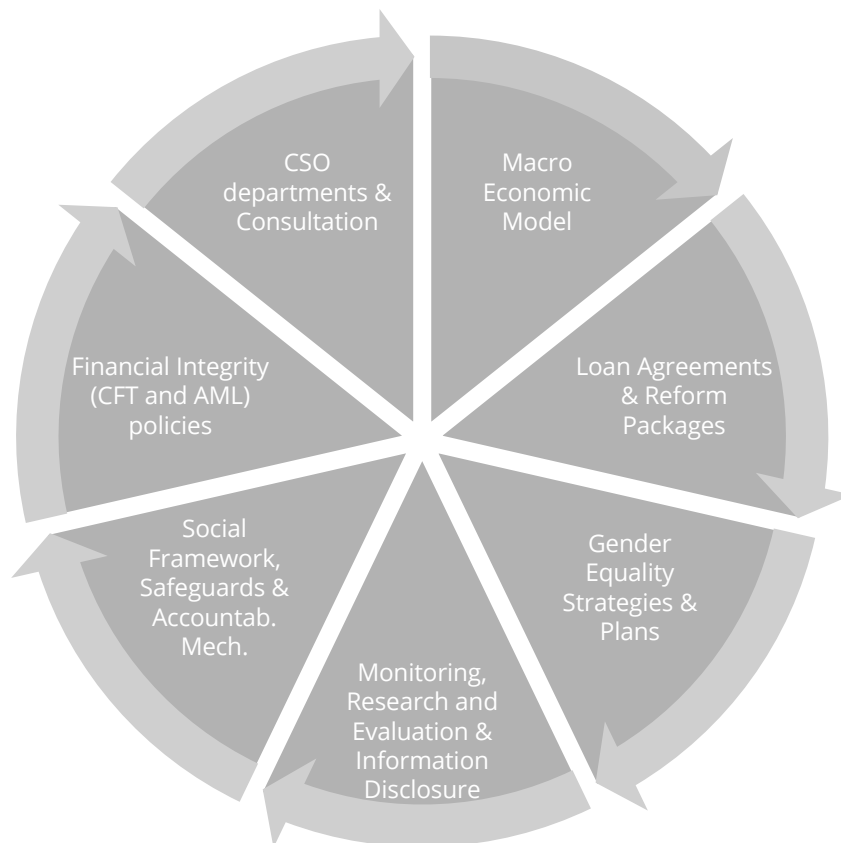 CSO
departments &
Consultation
Macro
Economic
Model
Financial Integrity
(CFT and AML)
policies
Loan Agreements
& Reform
Packages
Social
Framework,
Safeguards &
Accountab.
Mech.
Gender
Equality
Strategies &
Plans
Monitoring,
Research and
Evaluation &
Information
Disclosure